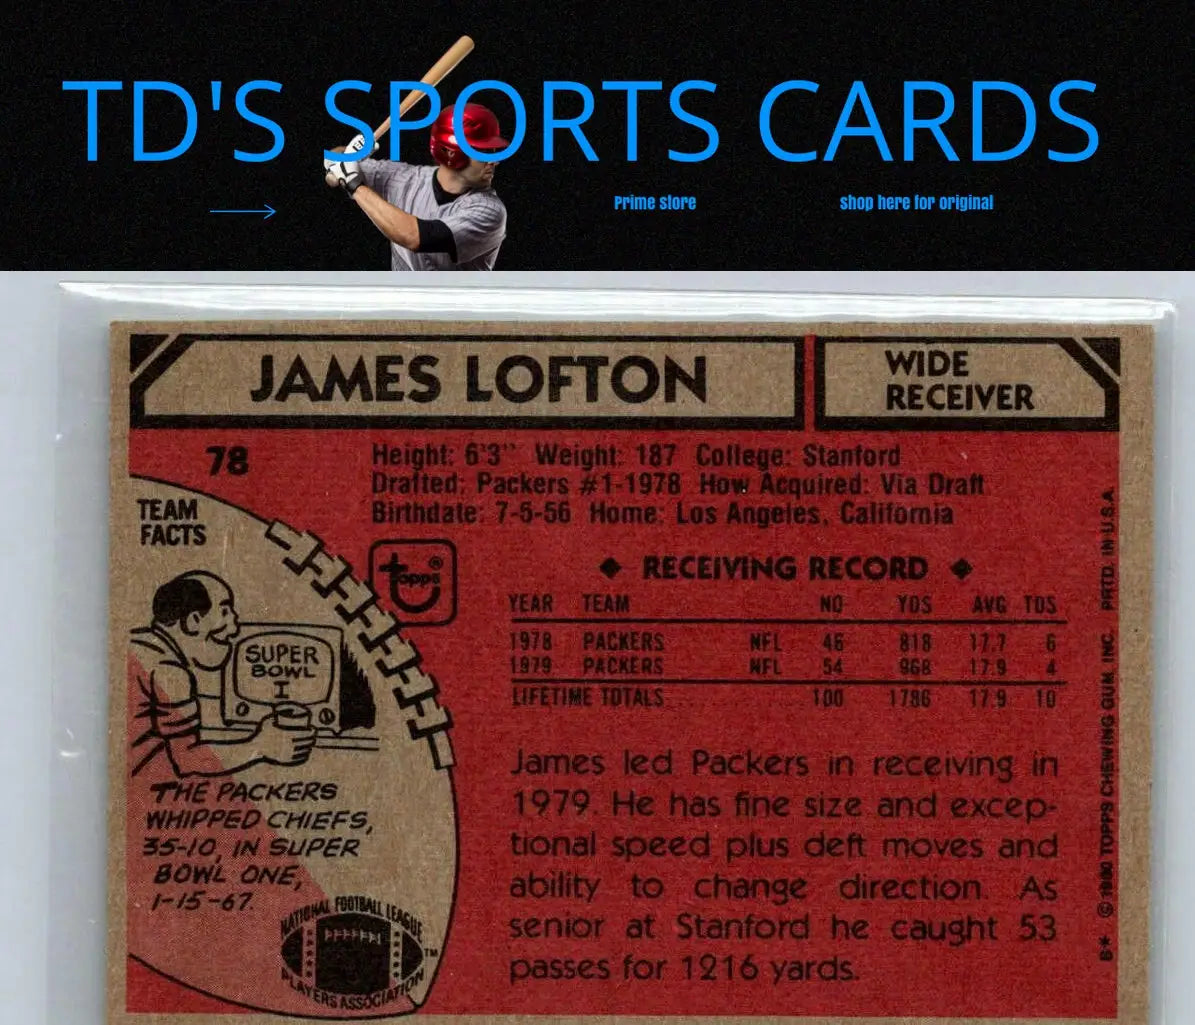 TD'S SPORTS CARDS
Prime store
shop here for original
JAMES LOFTON
WIDE
RECEIVER
78
Height: 6'3" Weight: 187 College: Stanford
Drafted: Packers #1-1978 How Acquired: Via Draft
Birthdate: 7-5-56 Home: Los Angeles, California
TEAM
FACTS
topps®
SUPER
BOWL
I
THE PACKERS
WHIPPED CHIEFS,
35-10, IN SUPER
BOWL ONE,
1-15-67.
NATIONAL FOOTBALL LEAGUE
PLAYERS ASSOCIATION
TM
◆ RECEIVING RECORD ◆
YEAR TEAM NO YDS AVG TDS
1978 PACKERS NFL 46 818 17.7 6
1979 PACKERS NFL 54 968 17.9 4
LIFETIME TOTALS 100 1786 17.9 10
James led Packers in receiving in
1979. He has fine size and excep-
tional speed plus deft moves and
ability to change direction. As
senior at Stanford he caught 53
passes for 1216 yards.
B* © 1980 TOPPS CHEWING GUM, INC. PRTD. IN U.S.A.